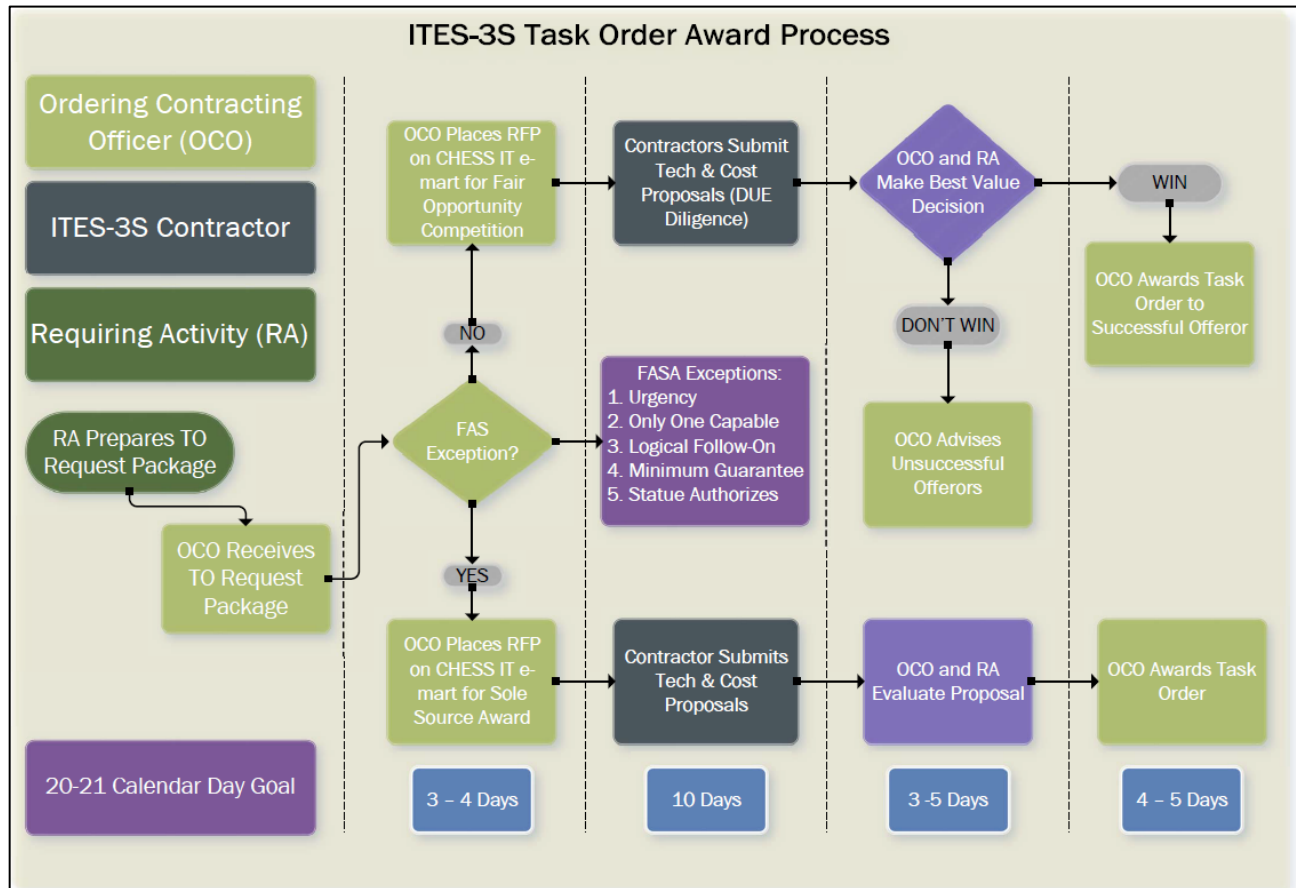 ITES-3S Task Order Award Process
Ordering Contracting
Officer (OCO)
ITES-3S Contractor
Requiring Activity (RA)
RA Prepares TO
Request Package
OCO Receives
TO Request
Package
20-21 Calendar Day Goal
OCO Places RFP
on CHESS IT e-
mart for Fair
Opportunity
Competition
NO
FAS
Exception?
YES
OCO Places RFP
on CHESS IT e-
mart for Sole
Source Award
3 – 4 Days
Contractors Submit
Tech & Cost
Proposals (DUE
Diligence)
FASA Exceptions:
1. Urgency
2. Only One Capable
3. Logical Follow-On
4. Minimum Guarantee
5. Statue Authorizes
Contractor Submits
Tech & Cost
Proposals
10 Days
OCO and RA
Make Best Value
Decision
DON'T WIN
OCO Advises
Unsuccessful
Offerors
OCO and RA
Evaluate Proposal
3 -5 Days
WIN
OCO Awards Task
Order to
Successful Offeror
OCO Awards Task
Order
4 – 5 Days